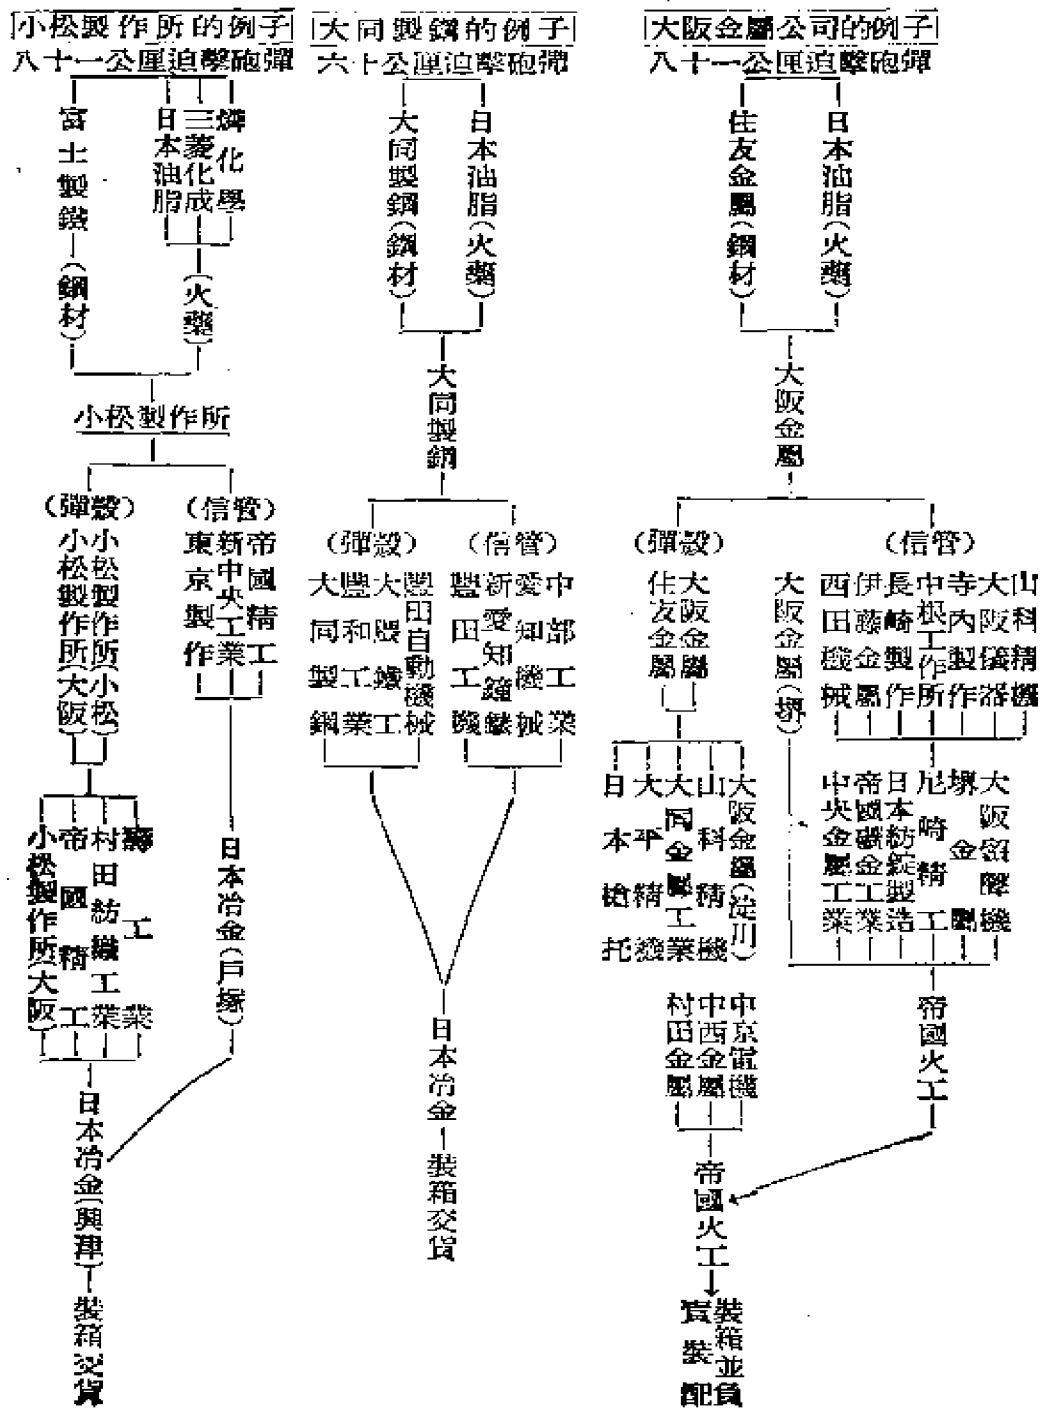 小松製作所的例子
八十一公厘迫擊砲彈
富士製鐵
(鋼材)
日本油脂
三菱化成
燐化學
(火藥)
小松製作所
(彈殼)
小松製作所(大阪)
小松製作所(小松)
(信管)
東京製作
新中央工業
帝國精工
小松製作所(大阪)
帝國精工
村田紡織工業
壽工業
日本冶金(戶塚)
日本冶金(興津)
裝箱交貨
大同製鋼的例子
六十公厘迫擊砲彈
大同製鋼(鋼材)
日本油脂(火藥)
大同製鋼
(彈殼)
大同製鋼
豐和工業
大隈鐵工
豐田自動機械
(信管)
豐田工機
新愛知鐘錶
愛知機械
中部工業
日本冶金
裝箱交貨
大阪金屬公司的例子
八十一公厘迫擊砲彈
住友金屬(鋼材)
日本油脂(火藥)
大阪金屬
(彈殼)
住友金屬
大阪金屬
大阪金屬(堺)
(信管)
西田機械
伊藤金屬
長崎製作
中根工作所
寺內製作
大阪儀器
山科精機
日本槍托
大平精機
大同金屬工業
山科精機
大阪金屬(淀川)
中央金屬工業
帝國礦金工業
日本紡錠製造
尼崎精工
堺金屬
大阪
機
村田金屬
中西金屬
中京電機
帝國火工
帝國火工
實裝配
裝箱並負